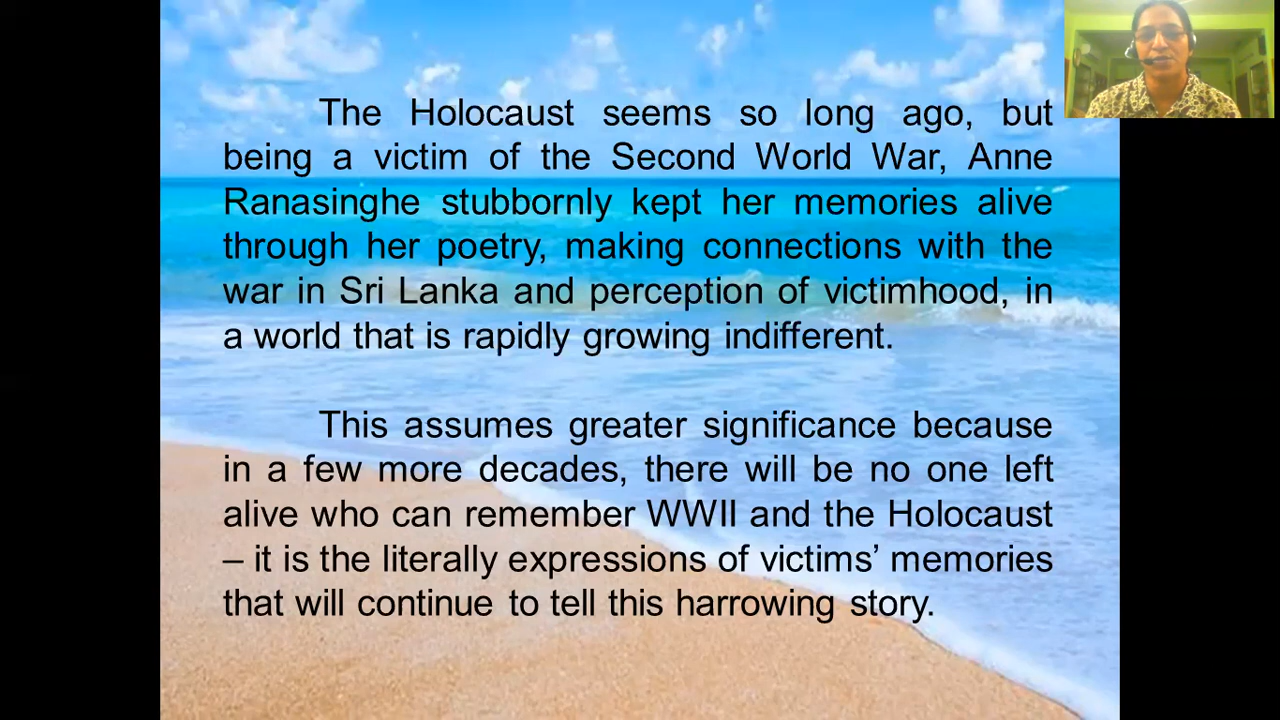 The Holocaust seems so long ago, but
being a victim of the Second World War, Anne
Ranasinghe stubbornly kept her memories alive
through her poetry, making connections with the
war in Sri Lanka and perception of victimhood, in
a world that is rapidly growing indifferent.
This assumes greater significance because
in a few more decades, there will be no one left
alive who can remember WWII and the Holocaust
– it is the literally expressions of victims’ memories
that will continue to tell this harrowing story.